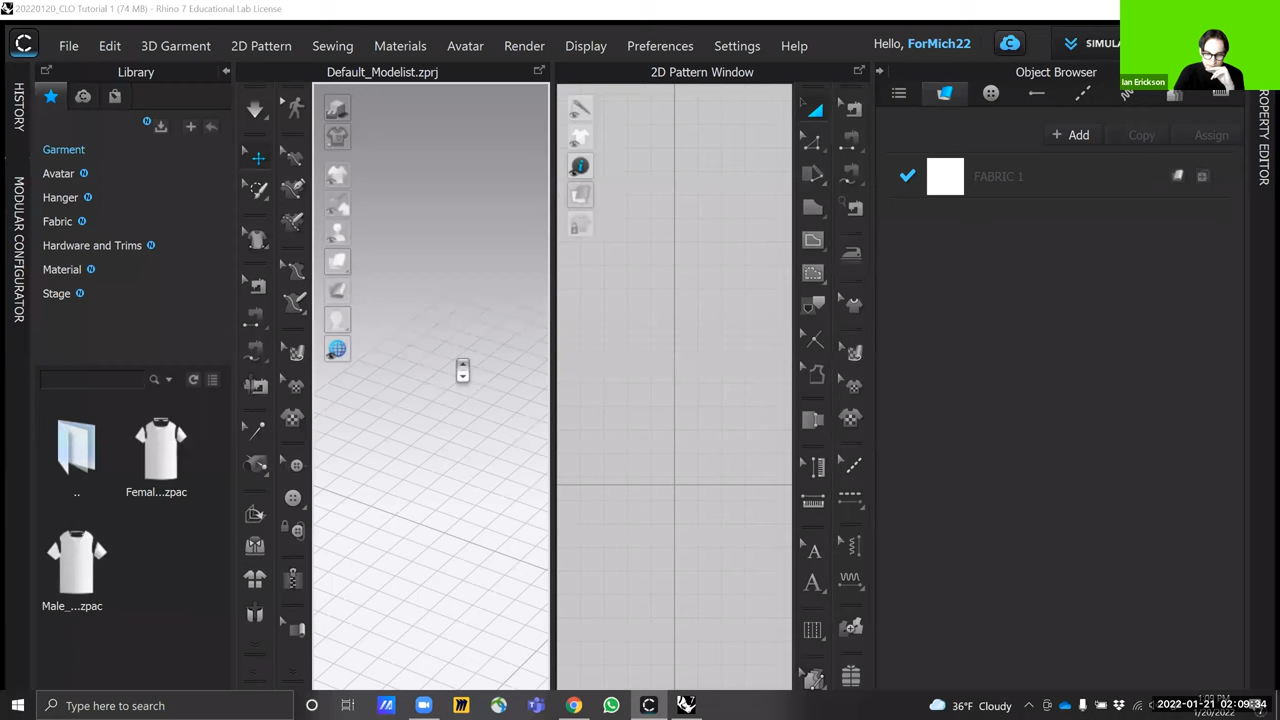 20220120_CLO Tutorial 1 (74 MB) - Rhino 7 Educational Lab License
File Edit 3D Garment 2D Pattern Sewing Materials Avatar Render Display Preferences Settings Help
Hello, ForMich22
SIMULA
Ian Erickson
Library
Default_Modelist.zprj
2D Pattern Window
Object Browser
HISTORY
MODULAR CONFIGURATOR
PROPERTY EDITOR
Garment
Avatar N
Hanger N
Fabric N
Hardware and Trims N
Material N
Stage N
+ Add
Copy
Assign
FABRIC 1
..
Femal...zpac
Male_...zpac
A
A
Type here to search
36°F Cloudy
2022-01-21 02:09:34